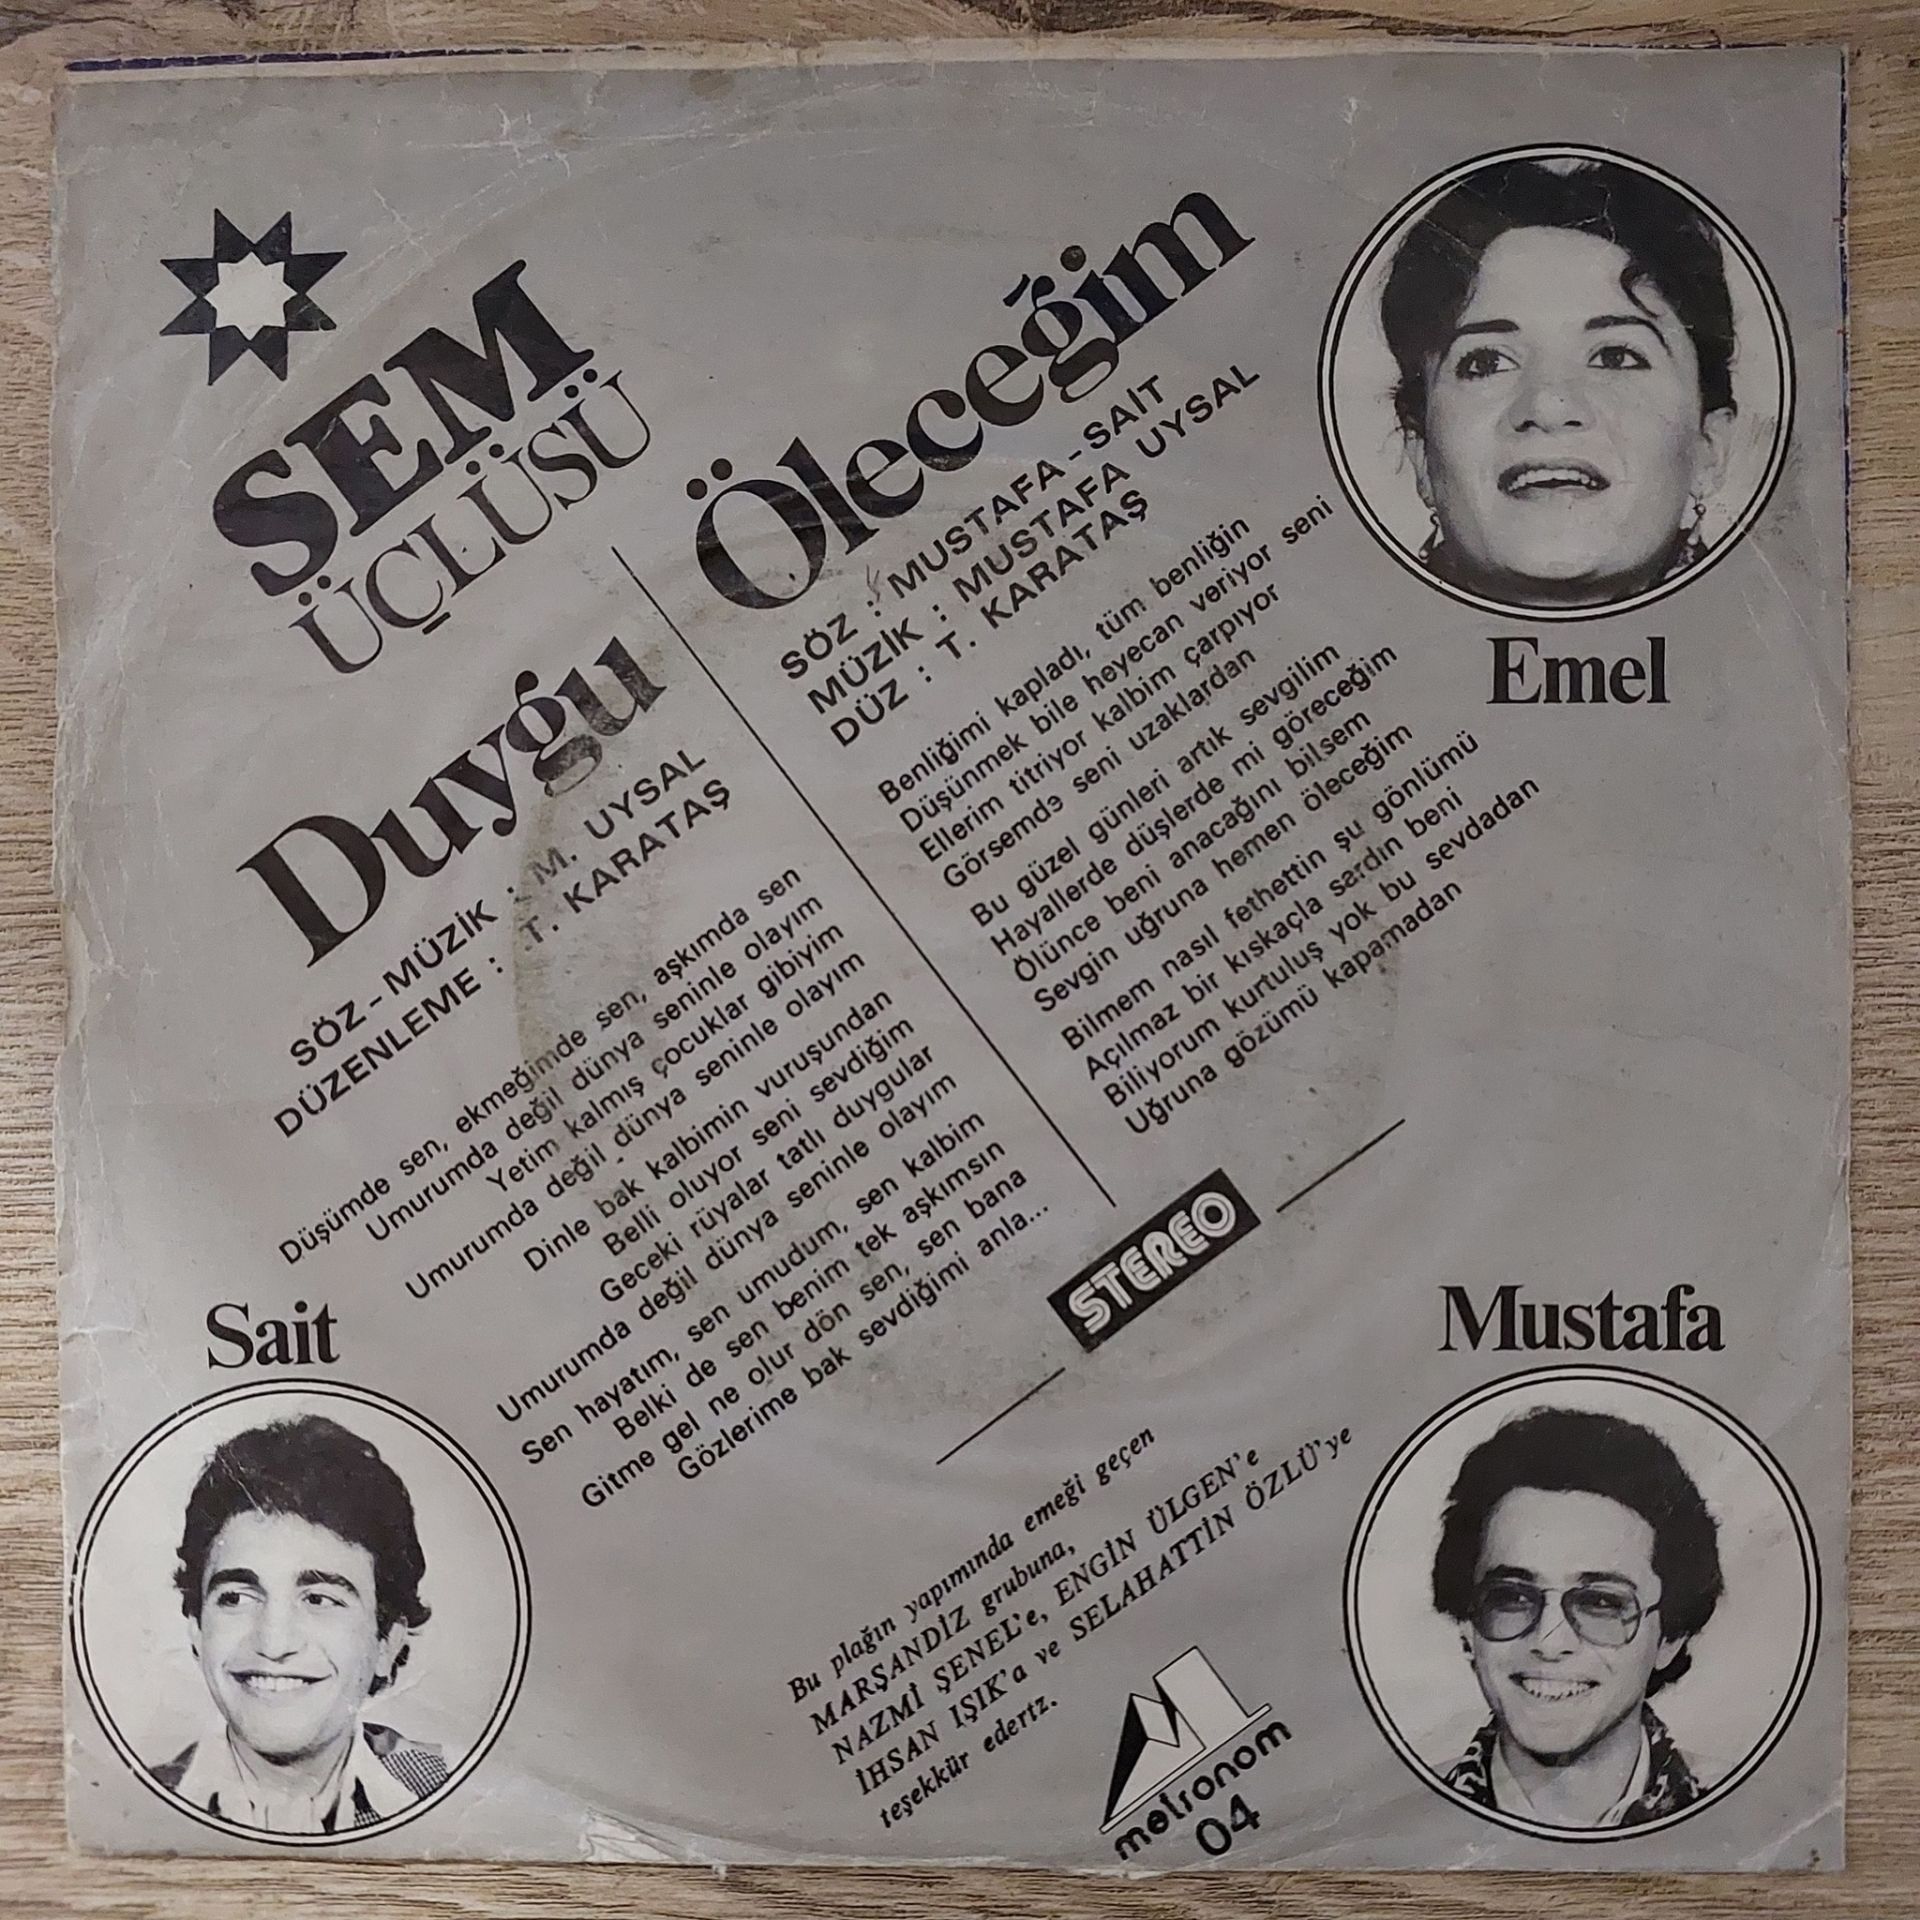 ŞEM
ÜÇLÜSÜ
Duygu
SÖZ - MÜZİK : M. UYSAL
DÜZENLEME : T. KARATAŞ
Düşümde sen, ekmeğimde sen, aşkımda sen
Umurumda değil dünya seninle olayım
Yetim kalmış çocuklar gibiyim
Umurumda değil dünya seninle olayım
Dinle bak kalbimin vuruşundan
Belli oluyor seni sevdiğim
Geceki rüyalar tatlı duygular
Umurumda değil dünya seninle olayım
Sen hayatım, sen umudum, sen kalbim
Belki de sen benim tek aşkımsın
Gitme gel ne olur dön sen, sen bana
Gözlerime bak sevdiğimi anla...
Öleceğim
SÖZ : MUSTAFA - SAİT
MÜZİK : MUSTAFA UYSAL
DÜZ : T. KARATAŞ
Benliğimi kapladı, tüm benliğin
Düşünmek bile heyecan veriyor seni
Ellerim titriyor kalbim çarpıyor
Görsemde seni uzaklardan
Bu güzel günleri artık sevgilim
Hayallerde düşlerde mi göreceğim
Ölünce beni anacağını bilsem
Sevgin uğruna hemen öleceğim
Bilmem nasıl fethettin şu gönlümü
Açılmaz bir kıskaçla sardın beni
Biliyorum kurtuluş yok bu sevdadan
Uğruna gözümü kapamadan
STEREO
Emel
Sait
Mustafa
Bu plağın yapımında emeği geçen
MARŞANDİZ grubuna,
NAZMİ ŞENEL'e, ENGİN ÜLGEN'e
İHSAN IŞIK'a ve SELAHATTİN ÖZLÜ'ye
teşekkür edertz.
metronom
04